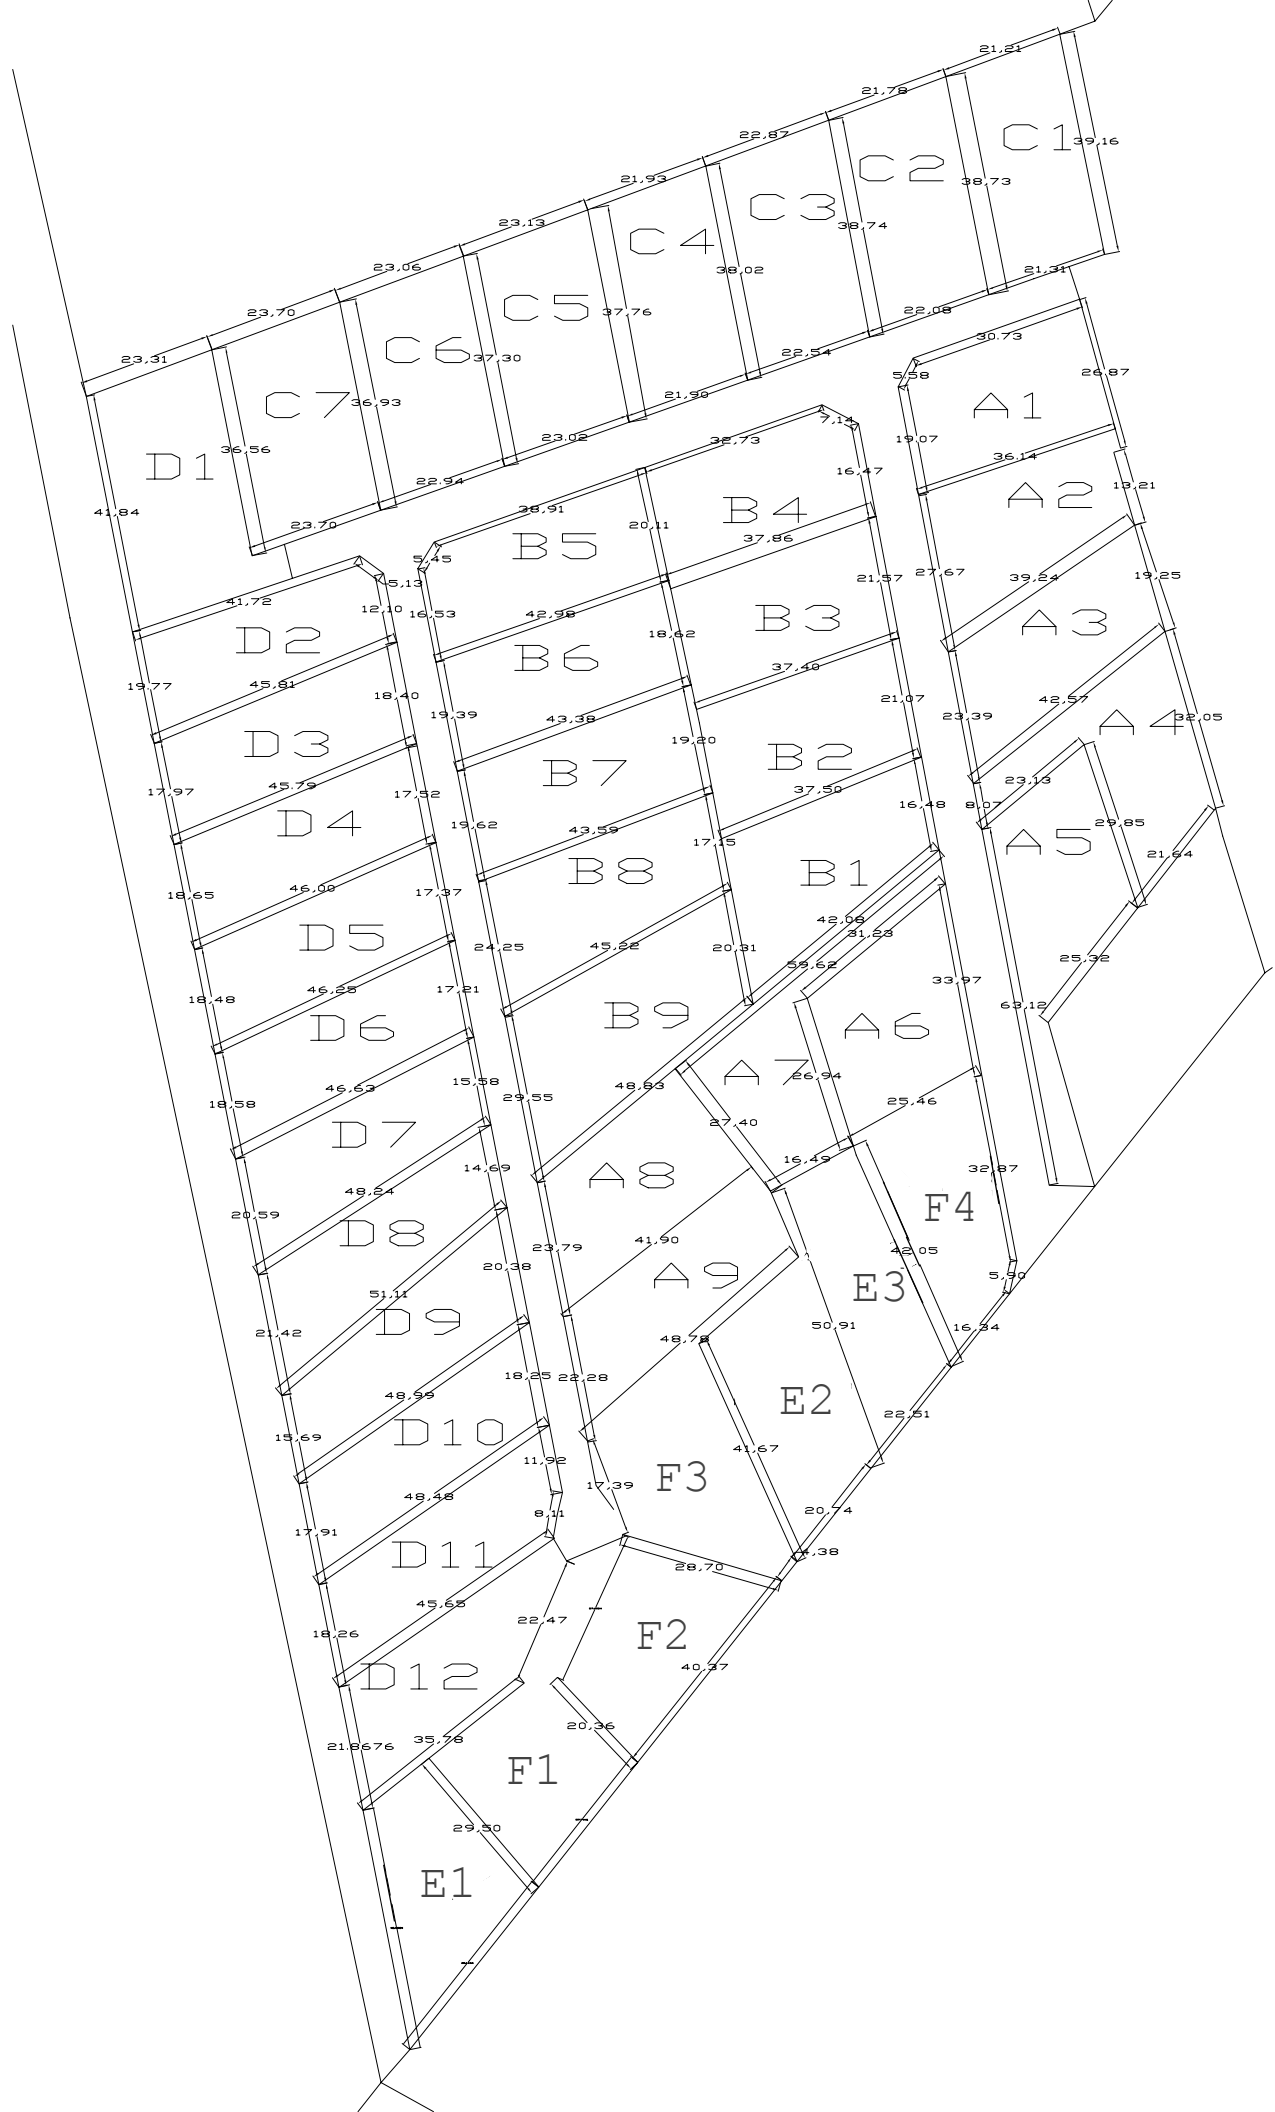 21,21
21,78
22,87
C1
39,16
C2
21,93
38,73
C3
23,13
38,74
C4
23,06
38,02
21,31
C5
23,70
37,76
22,08
30.73
C6
37,30
22,54
23,31
26,87
5,58
C7
36,93
21,90
A1
7,14
23.02
32,73
19,07
36,56
D1
36.14
16,47
22.94
13,21
A2
38,91
B4
41,84
23.70
20,11
37,86
B5
5,45
27,67
39,24
19,25
21,57
5,13
41,72
12,10
16,53
42,98
B3
A3
18,62
D2
B6
37,40
45,81
19.77
18,40
21,07
42,57
19,39
43,38
23,39
A4
32,05
19,20
D3
B2
B7
23,13
45.79
17,97
17,52
37,50
16,48
8,07
D4
19,62
43,59
29,85
17,15
A5
21,64
46,00
17,37
B8
B1
18,65
42,08
31,23
D5
24,25
45,22
20,31
25,32
59,62
33,97
46,25
17,21
18,48
63,12
D6
B9
A6
A7
26,94
15,58
46,63
48,83
29,55
25,46
18,58
27,40
D7
16,49
14,69
32,87
A8
48,24
F4
20,59
D8
41,90
23,79
42,05
20,38
A9
5,90
E3
51,11
D9
50,91
16,34
21,42
48,78
18,25
22,28
48,99
E2
22,51
D10
15,69
41,67
11,92
F3
17,39
48,48
20,74
8,11
17,91
D11
4,38
28,70
45,65
22,47
18,26
F2
40,37
D12
20,36
35,78
21.8676
F1
29,50
E1